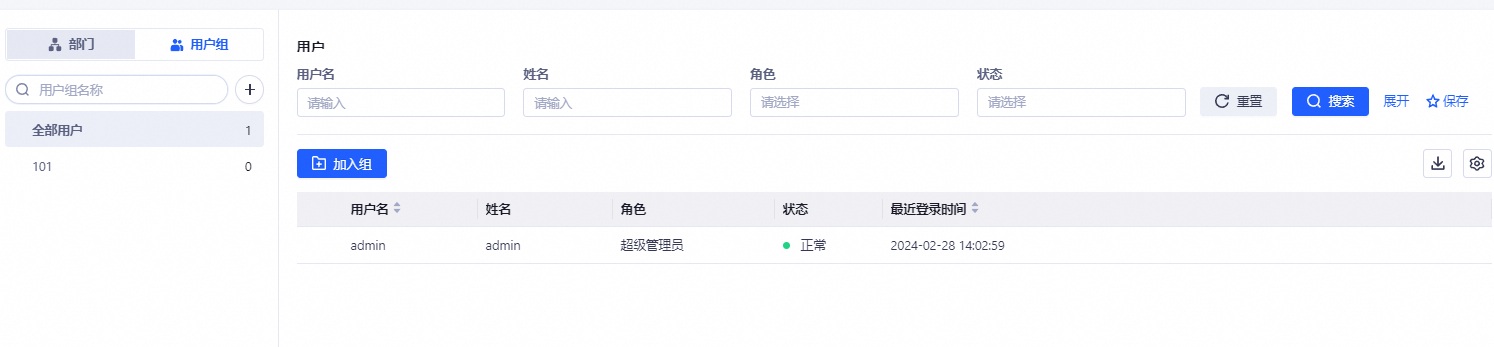 部门 用户组
用户组名称
全部用户 1
101 0
用户
用户名 姓名 角色 状态
请输入 请输入 请选择 请选择 重置 搜索 展开 保存
加入组
用户名 姓名 角色 状态 最近登录时间
admin admin 超级管理员 正常 2024-02-28 14:02:59